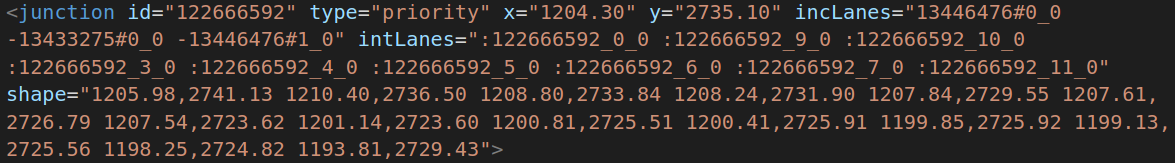 <junction id="122666592" type="priority" x="1204.30" y="2735.10" incLanes="13446476#0_0
-13433275#0_0 -13446476#1_0" intLanes=":122666592_0_0 :122666592_9_0 :122666592_10_0
:122666592_3_0 :122666592_4_0 :122666592_5_0 :122666592_6_0 :122666592_7_0 :122666592_11_0"
shape="1205.98,2741.13 1210.40,2736.50 1208.80,2733.84 1208.24,2731.90 1207.84,2729.55 1207.61,
2726.79 1207.54,2723.62 1201.14,2723.60 1200.81,2725.51 1200.41,2725.91 1199.85,2725.92 1199.13,
2725.56 1198.25,2724.82 1193.81,2729.43">